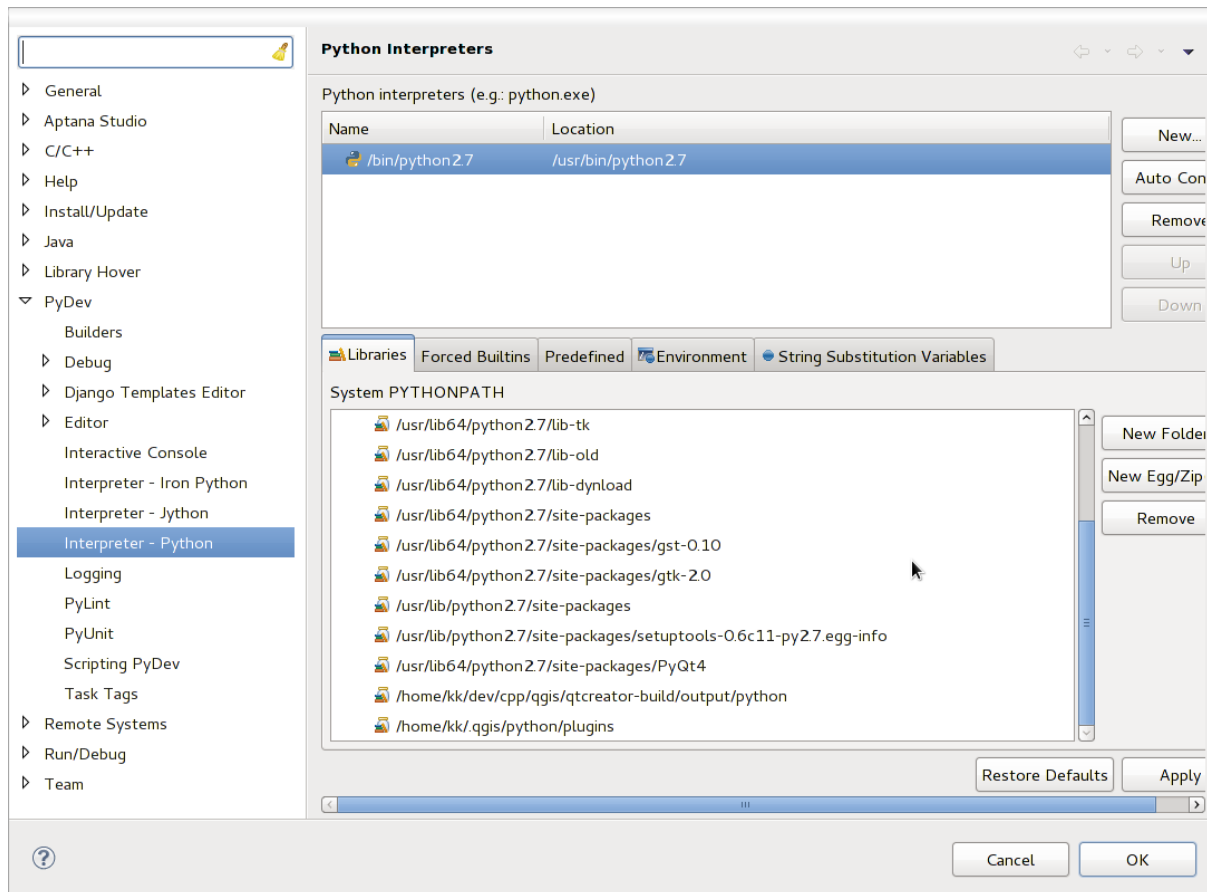 General
Aptana Studio
C/C++
Help
Install/Update
Java
Library Hover
PyDev
Builders
Debug
Django Templates Editor
Editor
Interactive Console
Interpreter - Iron Python
Interpreter - Jython
Interpreter - Python
Logging
PyLint
PyUnit
Scripting PyDev
Task Tags
Remote Systems
Run/Debug
Team
Python Interpreters
Python interpreters (e.g.: python.exe)
Name Location
/bin/python2.7 /usr/bin/python2.7
New...
Auto Con
Remove
Up
Down
Libraries Forced Builtins Predefined Environment String Substitution Variables
System PYTHONPATH
/usr/lib64/python2.7/lib-tk
/usr/lib64/python2.7/lib-old
/usr/lib64/python2.7/lib-dynload
/usr/lib64/python2.7/site-packages
/usr/lib64/python2.7/site-packages/gst-0.10
/usr/lib64/python2.7/site-packages/gtk-2.0
/usr/lib/python2.7/site-packages
/usr/lib/python2.7/site-packages/setuptools-0.6c11-py2.7.egg-info
/usr/lib64/python2.7/site-packages/PyQt4
/home/kk/dev/cpp/qgis/qtcreator-build/output/python
/home/kk/.qgis/python/plugins
New Folder
New Egg/Zip
Remove
Restore Defaults Apply
Cancel OK